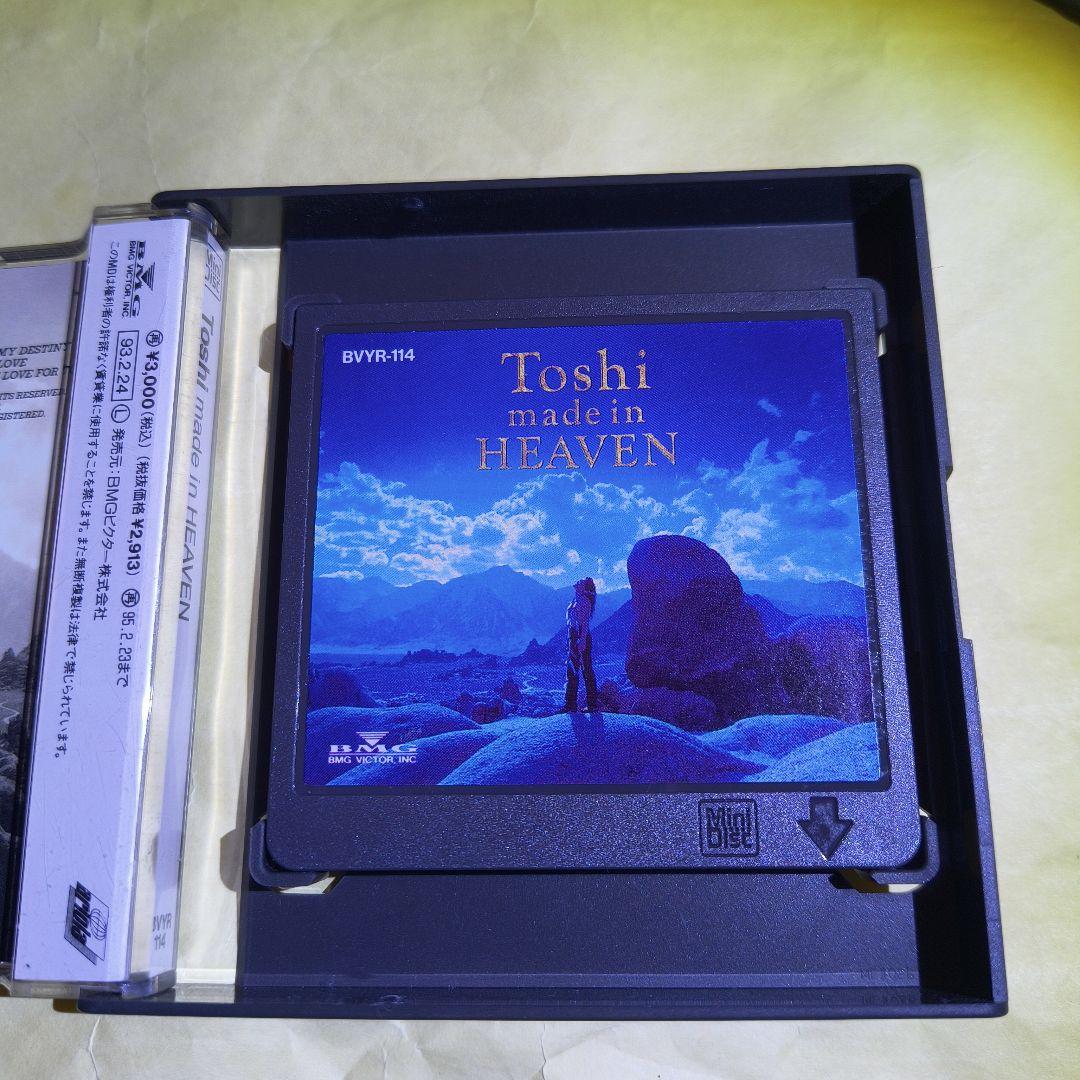 MY DESTINY
LOVE
LOVE FOR
REGISTERED.
BMG
BMG VICTOR, INC
再 ¥3,000(税込)(税抜価格¥2,913) 再 95.2.23まで
93.2.24 L 発売元:BMGビクター株式会社
このMDは権利者の許諾なく賃貸業に使用することを禁じます。また無断複製は法律で禁じられています。
ariola
Mini Disc
Toshi made in HEAVEN
BVYR
114
BVYR-114
Toshi
made in
HEAVEN
BMG
BMG VICTOR, INC
Mini
Disc